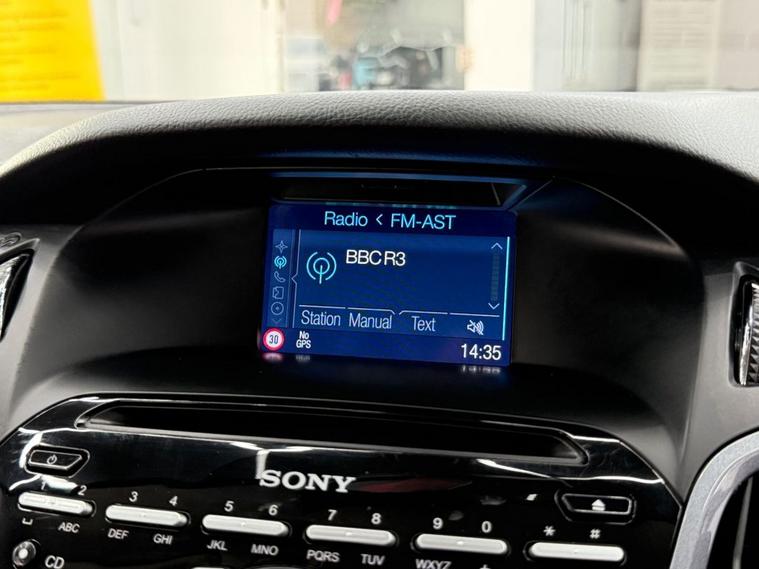 Radio < FM-AST
BBC R3
Station Manual Text
30 No
GPS
14:35
SONY
1 2 3 4 5 6 7 8 9 0 * #
ABC DEF GHI JKL MNO PQRS TUV WXYZ +
CD